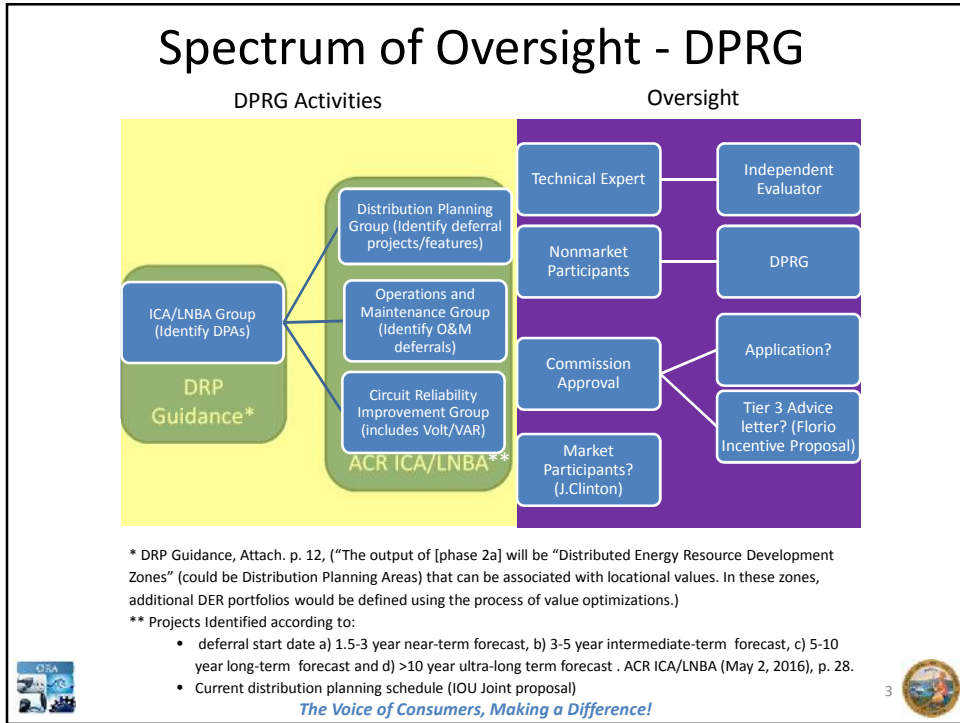 Spectrum of Oversight - DPRG
DPRG Activities
Oversight
ICA/LNBA Group
(Identify DPAs)
DRP
Guidance*
Distribution Planning
Group (Identify deferral
projects/features)
Operations and
Maintenance Group
(Identify O&M
deferrals)
Circuit Reliability
Improvement Group
(includes Volt/VAR)
ACR ICA/LNBA**
Technical Expert
Independent
Evaluator
Nonmarket
Participants
DPRG
Commission
Approval
Application?
Tier 3 Advice
letter? (Florio
Incentive Proposal)
Market
Participants?
(J.Clinton)
* DRP Guidance, Attach. p. 12, (“The output of [phase 2a] will be “Distributed Energy Resource Development
Zones” (could be Distribution Planning Areas) that can be associated with locational values. In these zones,
additional DER portfolios would be defined using the process of value optimizations.)
** Projects Identified according to:
• deferral start date a) 1.5-3 year near-term forecast, b) 3-5 year intermediate-term forecast, c) 5-10
year long-term forecast and d) >10 year ultra-long term forecast . ACR ICA/LNBA (May 2, 2016), p. 28.
• Current distribution planning schedule (IOU Joint proposal)
ORA
The Voice of Consumers, Making a Difference!
3